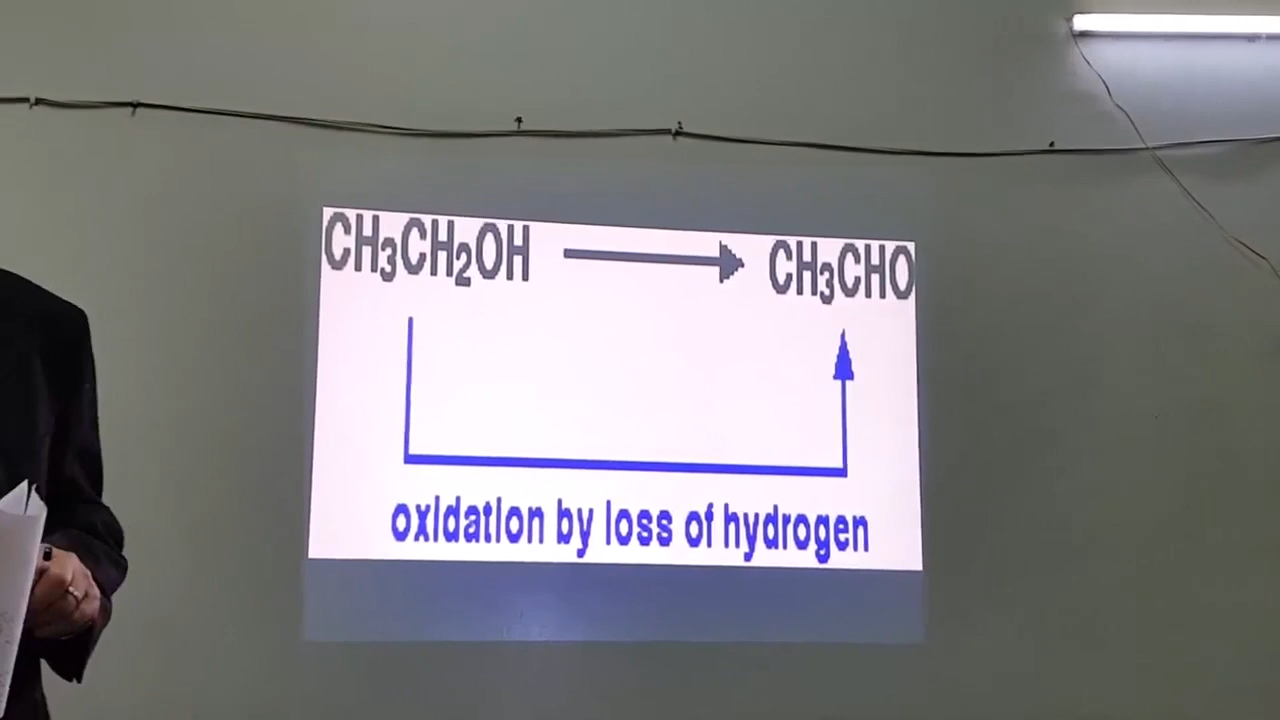 CH₃CH₂OH → CH₃CHO
oxidation by loss of hydrogen